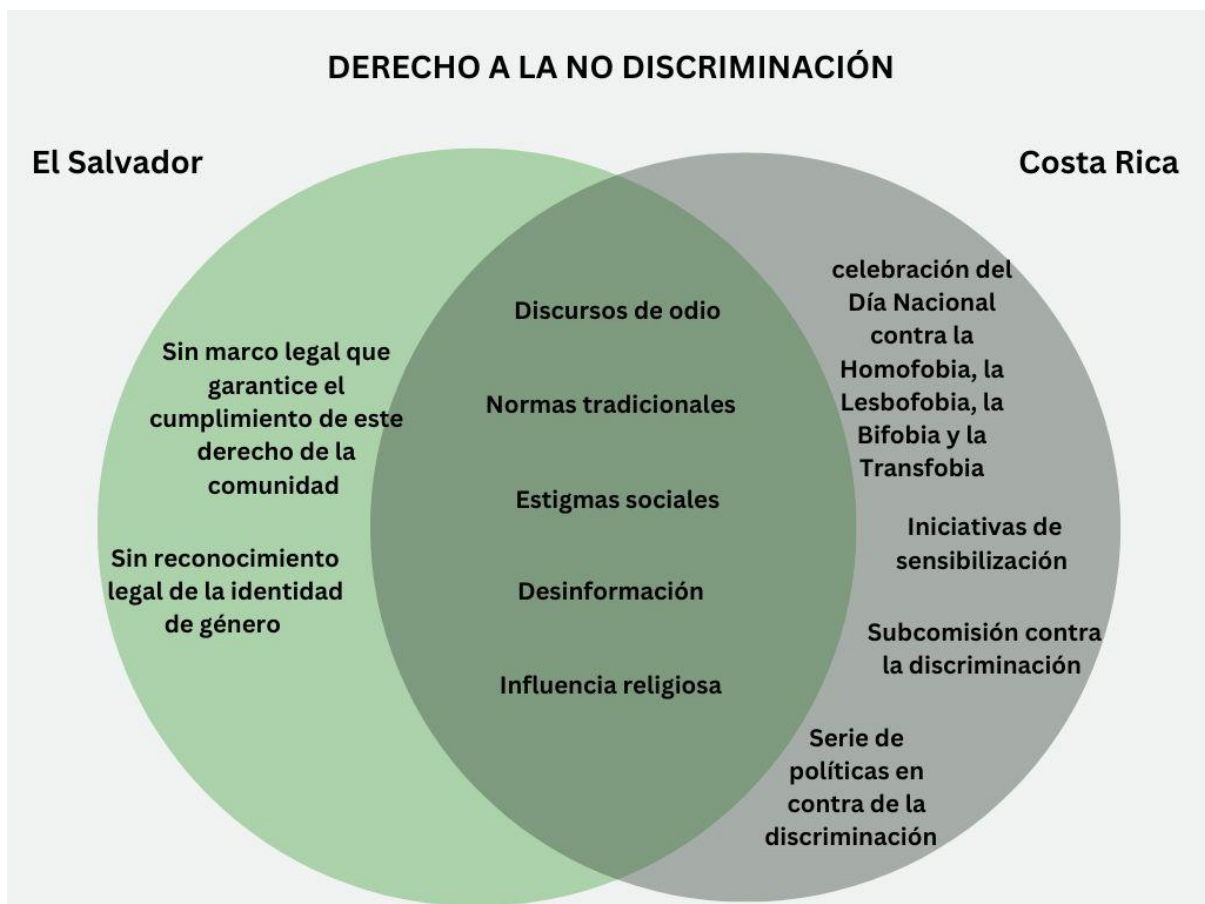 DERECHO A LA NO DISCRIMINACIÓN
El Salvador
Costa Rica
Sin marco legal que
garantice el
cumplimiento de este
derecho de la
comunidad
Sin reconocimiento
legal de la identidad
de género
Discursos de odio
Normas tradicionales
Estigmas sociales
Desinformación
Influencia religiosa
celebración del
Día Nacional
contra la
Homofobia, la
Lesbofobia, la
Bifobia y la
Transfobia
Iniciativas de
sensibilización
Subcomisión contra
la discriminación
Serie de
políticas en
contra de la
discriminación